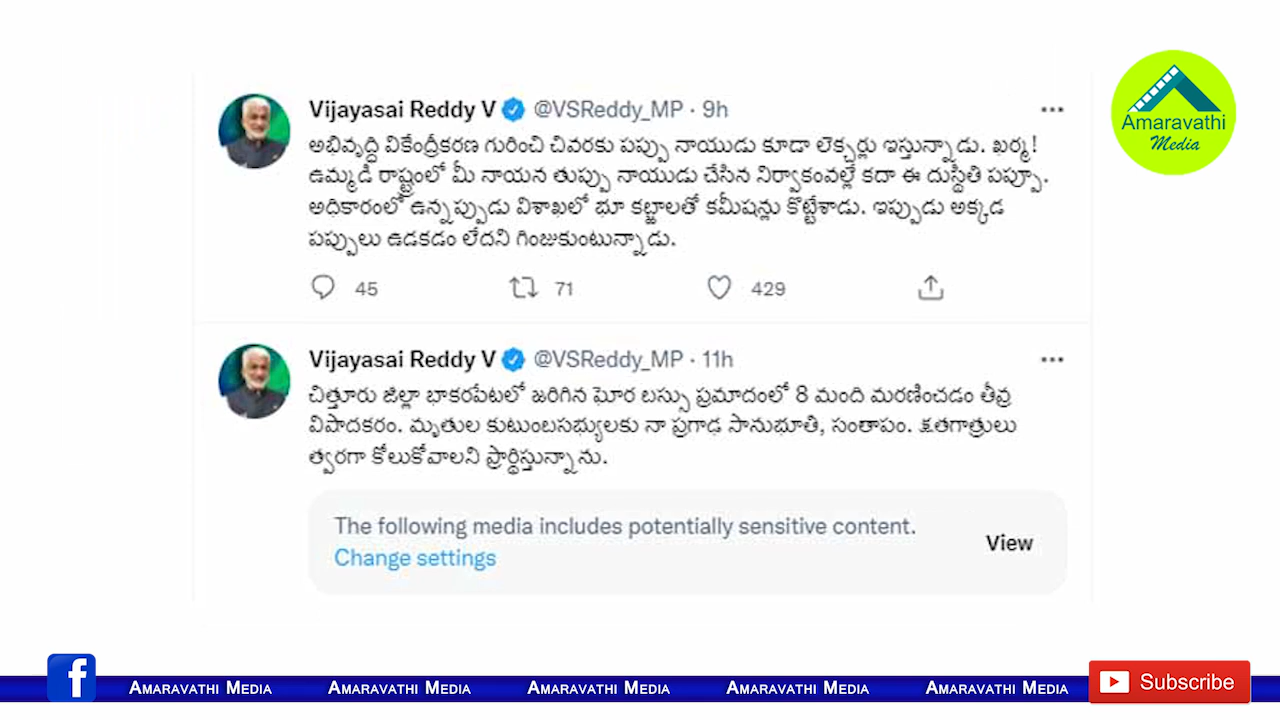 Vijayasai Reddy V @VSReddy_MP · 9h
అభివృద్ధి వికేంద్రీకరణ గురించి చివరకు పప్పు నాయుడు కూడా లెక్చర్లు ఇస్తున్నాడు. ఖర్మ!
ఉమ్మడి రాష్ట్రంలో మీ నాయన తుప్పు నాయుడు చేసిన నిర్వాకంవల్లే కదా ఈ దుస్థితి పప్పూ.
అధికారంలో ఉన్నప్పుడు విశాఖలో భూ కబ్జాలతో కమీషన్లు కొట్టేశాడు. ఇప్పుడు అక్కడ
పప్పులు ఉడకడం లేదని గింజుకుంటున్నాడు.
45 71 429
Vijayasai Reddy V @VSReddy_MP · 11h
చిత్తూరు జిల్లా భాకరపేటలో జరిగిన ఘోర బస్సు ప్రమాదంలో 8 మంది మరణించడం తీవ్ర
విషాదకరం. మృతుల కుటుంబసభ్యులకు నా ప్రగాఢ సానుభూతి, సంతాపం. క్షతగాత్రులు
త్వరగా కోలుకోవాలని ప్రార్థిస్తున్నాను.
The following media includes potentially sensitive content.
Change settings
View
Amaravathi
Media
f
Amaravathi Media Amaravathi Media Amaravathi Media Amaravathi Media Amaravathi Media
Subscribe